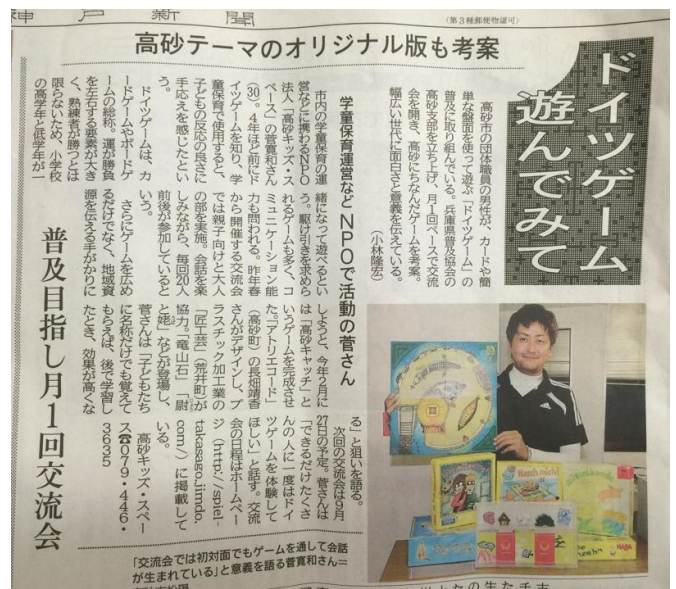 神戸新聞
(第3種郵便物認可)
高砂テーマのオリジナル版も考案
ドイツゲーム
遊んでみて
高砂市の団体職員の男性が、カードや簡
単な盤面を使って遊ぶ「ドイツゲーム」の
普及に取り組んでいる。兵庫県普及協会の
高砂支部を立ち上げ、月1回ペースで交流
会を開き、高砂にちなんだゲームを考案。
幅広い世代に面白さと意義を伝えている。
(小林隆宏)
学童保育運営など NPOで活動の菅さん
市内の学童保育の運
営などに携わるNPO
法人「高砂キッズ・ス
ペース」の菅寛和さん
(30)。4年ほど前にド
イツゲームを知り、学
童保育で使用すると、
子どもの反応の良さに
手応えを感じたとい
う。
ドイツゲームは、カ
ードゲームやボードゲ
ームの総称。運が勝負
を左右する要素が大き
く、熟練者が勝つとは
限らないため、小学校
の高学年と低学年が一
緒になって遊べるとい
う。駆け引きを求めら
れるゲームも多く、コ
ミュニケーション能
力も問われる。昨年春
から開催する交流会
では親子向けと大人
の部を実施。会話を楽
しみながら、毎回20人
前後が参加していると
いう。
さらにゲームを広め
るだけでなく、地域資
源を伝える手がかりに
しようと、今年2月に
は「高砂キャッチ」と
いうゲームを完成させ
た。「アトリエコード」
(高砂町)の長畑靖香
さんがデザインし、プ
ラスチック加工業の
「匠工芸」(荒井町)が
協力。「竜山石」「尉
と姥」などが登場し、
菅さんは「子どもたち
に名称だけでも覚えて
もらえば、後で学習し
たとき、効果が高くな
る」と狙いを語る。
次回の交流会は9月
27日の予定。菅さんは
「できるだけたくさ
んの人に一度はドイ
ツゲームを体験して
ほしい」と話す。交流
会の日程はホームペー
ジ(http://spiel-
takasago.jimdo.
com/)に掲載して
いる。
高砂キッズ・スペー
ス☎079・446・
3635
普及目指し月1回交流会
HABA
「交流会では初対面でもゲームを通して会話
が生まれている」と意義を語る菅寛和さん=